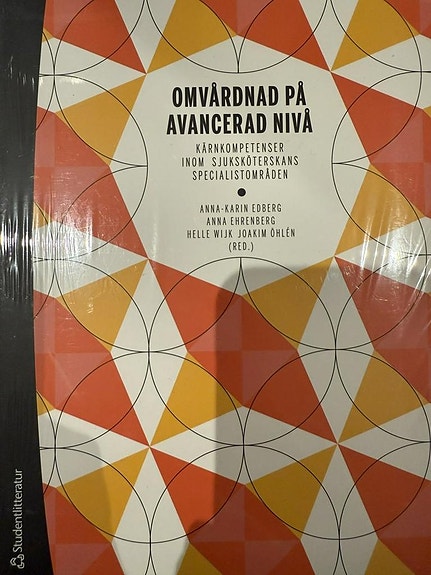 OMVÅRDNAD PÅ
AVANCERAD NIVÅ
KÄRNKOMPETENSER
INOM SJUKSKÖTERSKANS
SPECIALISTOMRÅDEN
ANNA-KARIN EDBERG
ANNA EHRENBERG
HELLE WIJK JOAKIM ÖHLÉN
(RED.)
Studentlitteratur